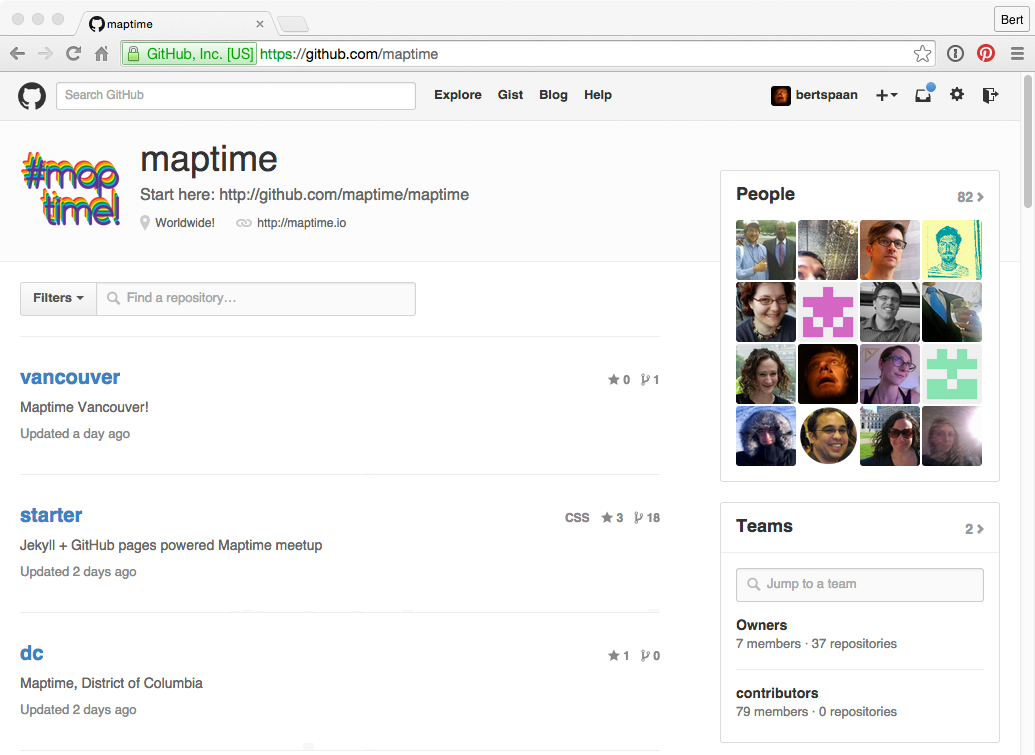 maptime
Bert
GitHub, Inc. [US] https://github.com/maptime
Search GitHub
Explore Gist Blog Help
bertspaan
#map
time!
maptime
Start here: http://github.com/maptime/maptime
Worldwide! http://maptime.io
Filters Find a repository…
vancouver
0 1
Maptime Vancouver!
Updated a day ago
starter
CSS 3 18
Jekyll + GitHub pages powered Maptime meetup
Updated 2 days ago
dc
1 0
Maptime, District of Columbia
Updated 2 days ago
People 82
Teams 2
Jump to a team
Owners
7 members · 37 repositories
contributors
79 members · 0 repositories